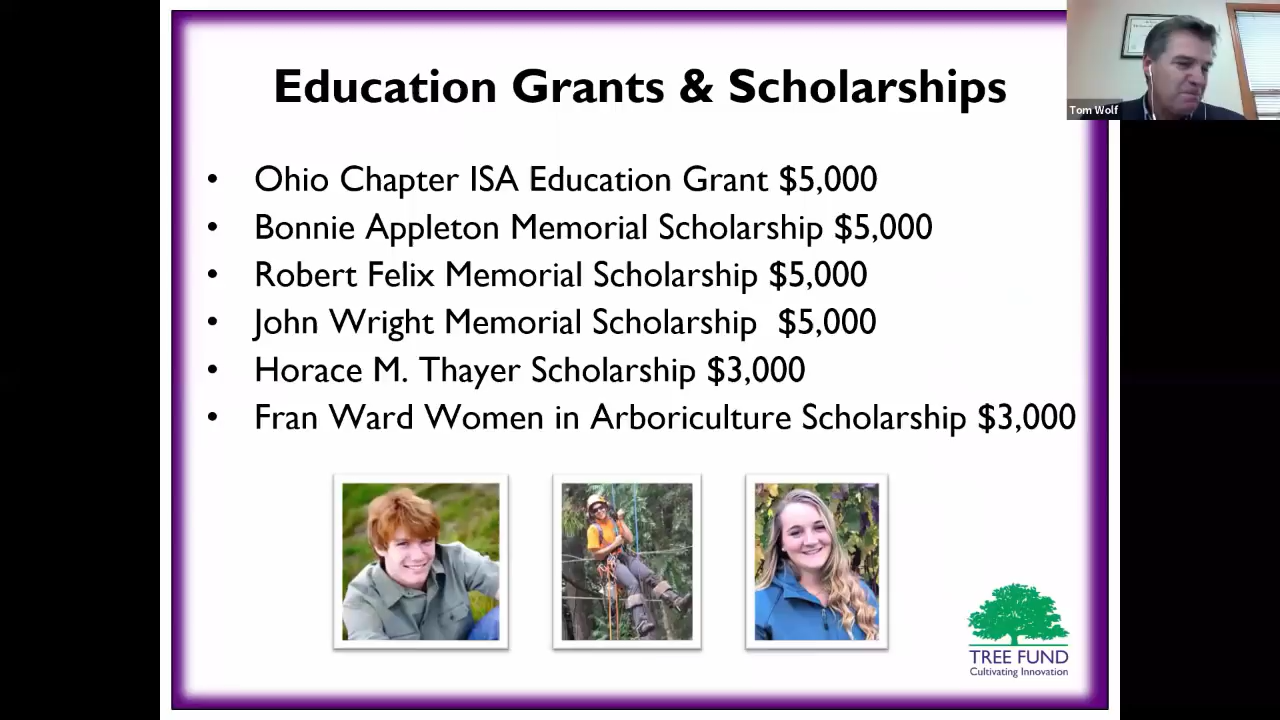 Education Grants & Scholarships
Tom Wolf
• Ohio Chapter ISA Education Grant $5,000
• Bonnie Appleton Memorial Scholarship $5,000
• Robert Felix Memorial Scholarship $5,000
• John Wright Memorial Scholarship $5,000
• Horace M. Thayer Scholarship $3,000
• Fran Ward Women in Arboriculture Scholarship $3,000
TREE FUND
Cultivating Innovation